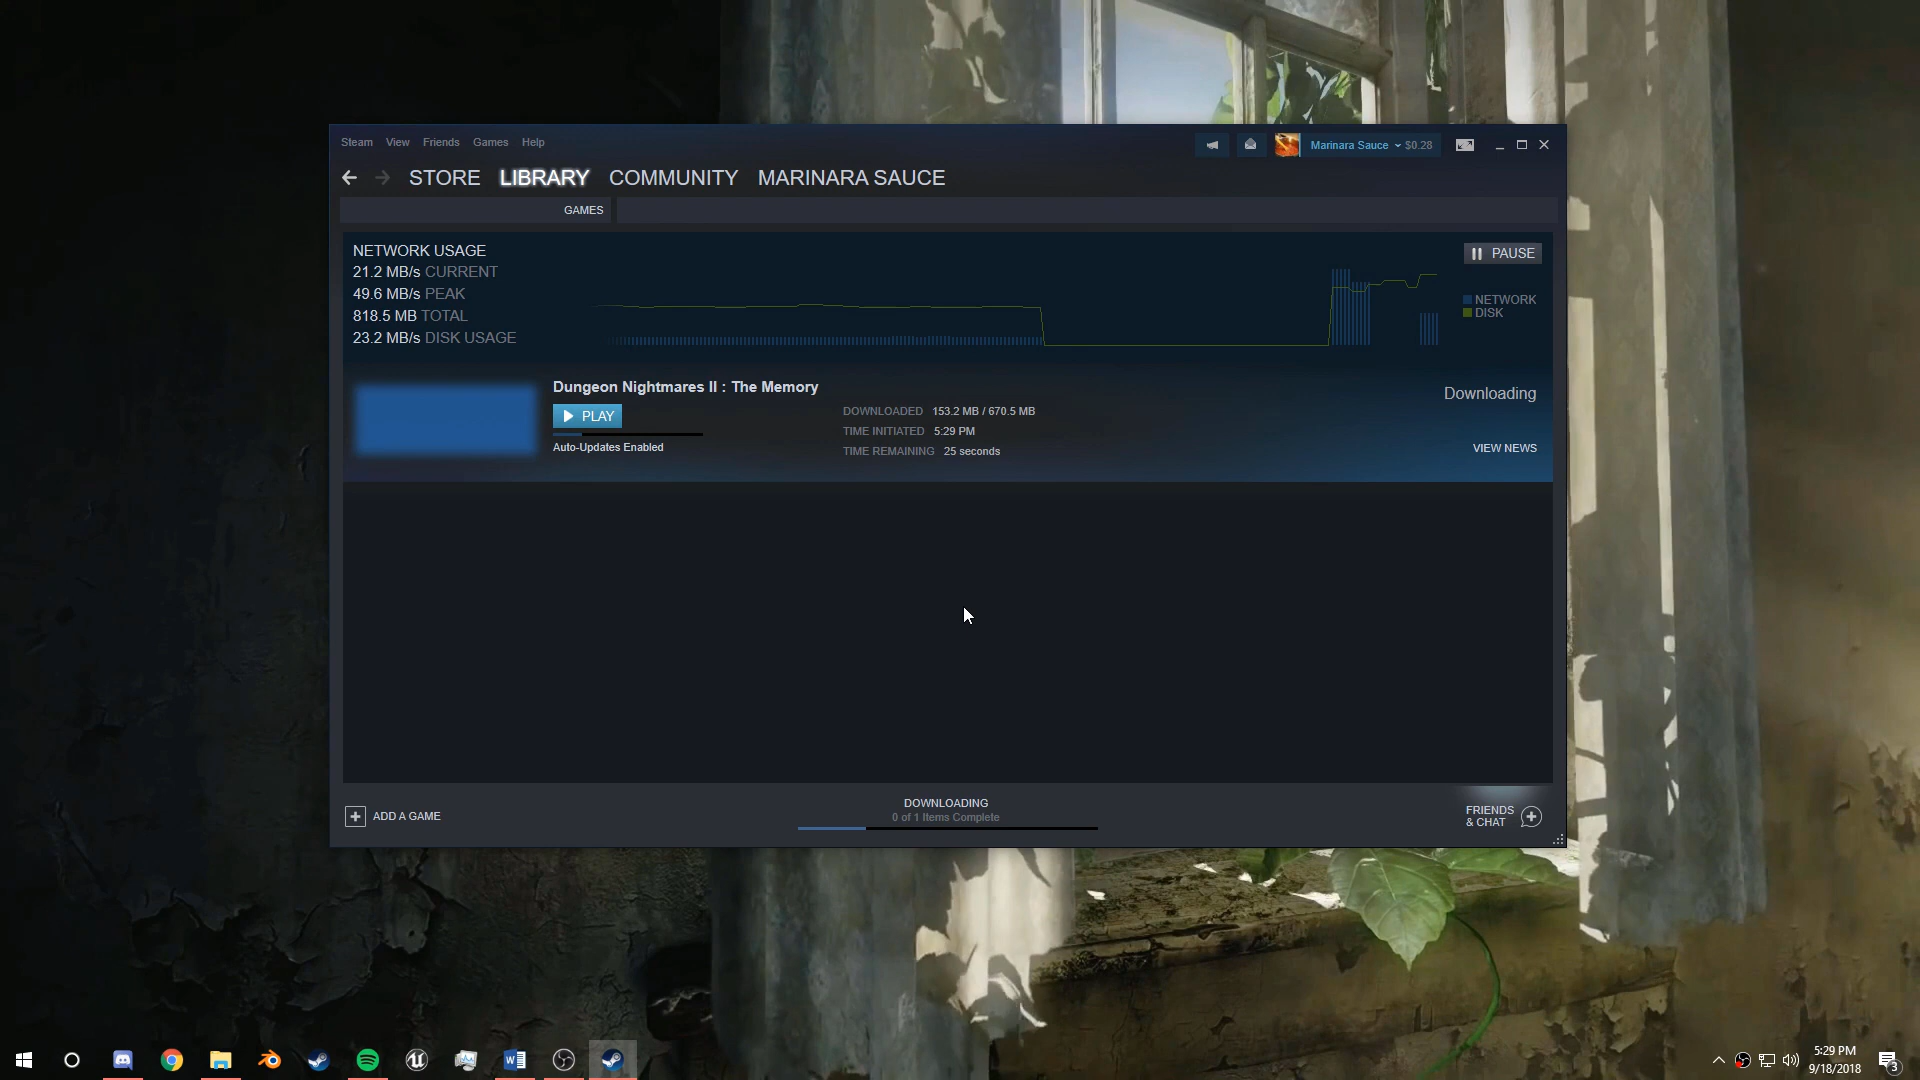 Steam View Friends Games Help
Marinara Sauce $0.28
STORE LIBRARY COMMUNITY MARINARA SAUCE
GAMES
NETWORK USAGE
21.2 MB/s CURRENT
49.6 MB/s PEAK
818.5 MB TOTAL
23.2 MB/s DISK USAGE
PAUSE
NETWORK
DISK
Dungeon Nightmares II : The Memory
PLAY
Auto-Updates Enabled
DOWNLOADED 153.2 MB / 670.5 MB
TIME INITIATED 5:29 PM
TIME REMAINING 25 seconds
Downloading
VIEW NEWS
ADD A GAME
DOWNLOADING
0 of 1 Items Complete
FRIENDS
& CHAT
5:29 PM
9/18/2018
3